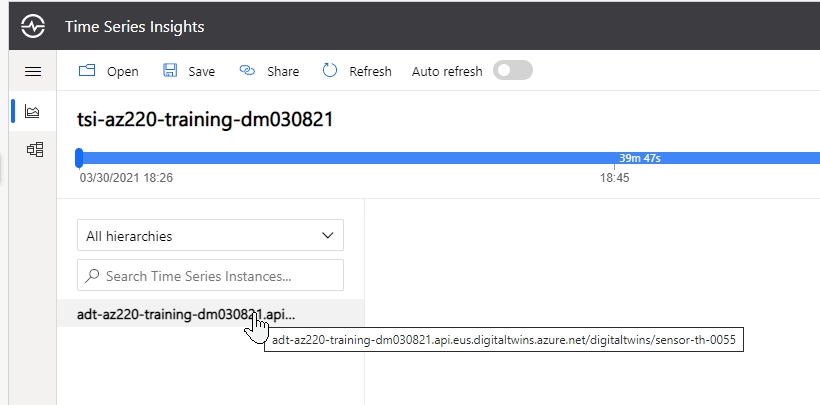 Time Series Insights
Open Save Share Refresh Auto refresh
tsi-az220-training-dm030821
39m 47s
03/30/2021 18:26 18:45
All hierarchies
Search Time Series Instances...
adt-az220-training-dm030821.api...
adt-az220-training-dm030821.api.eus.digitaltwins.azure.net/digitaltwins/sensor-th-0055